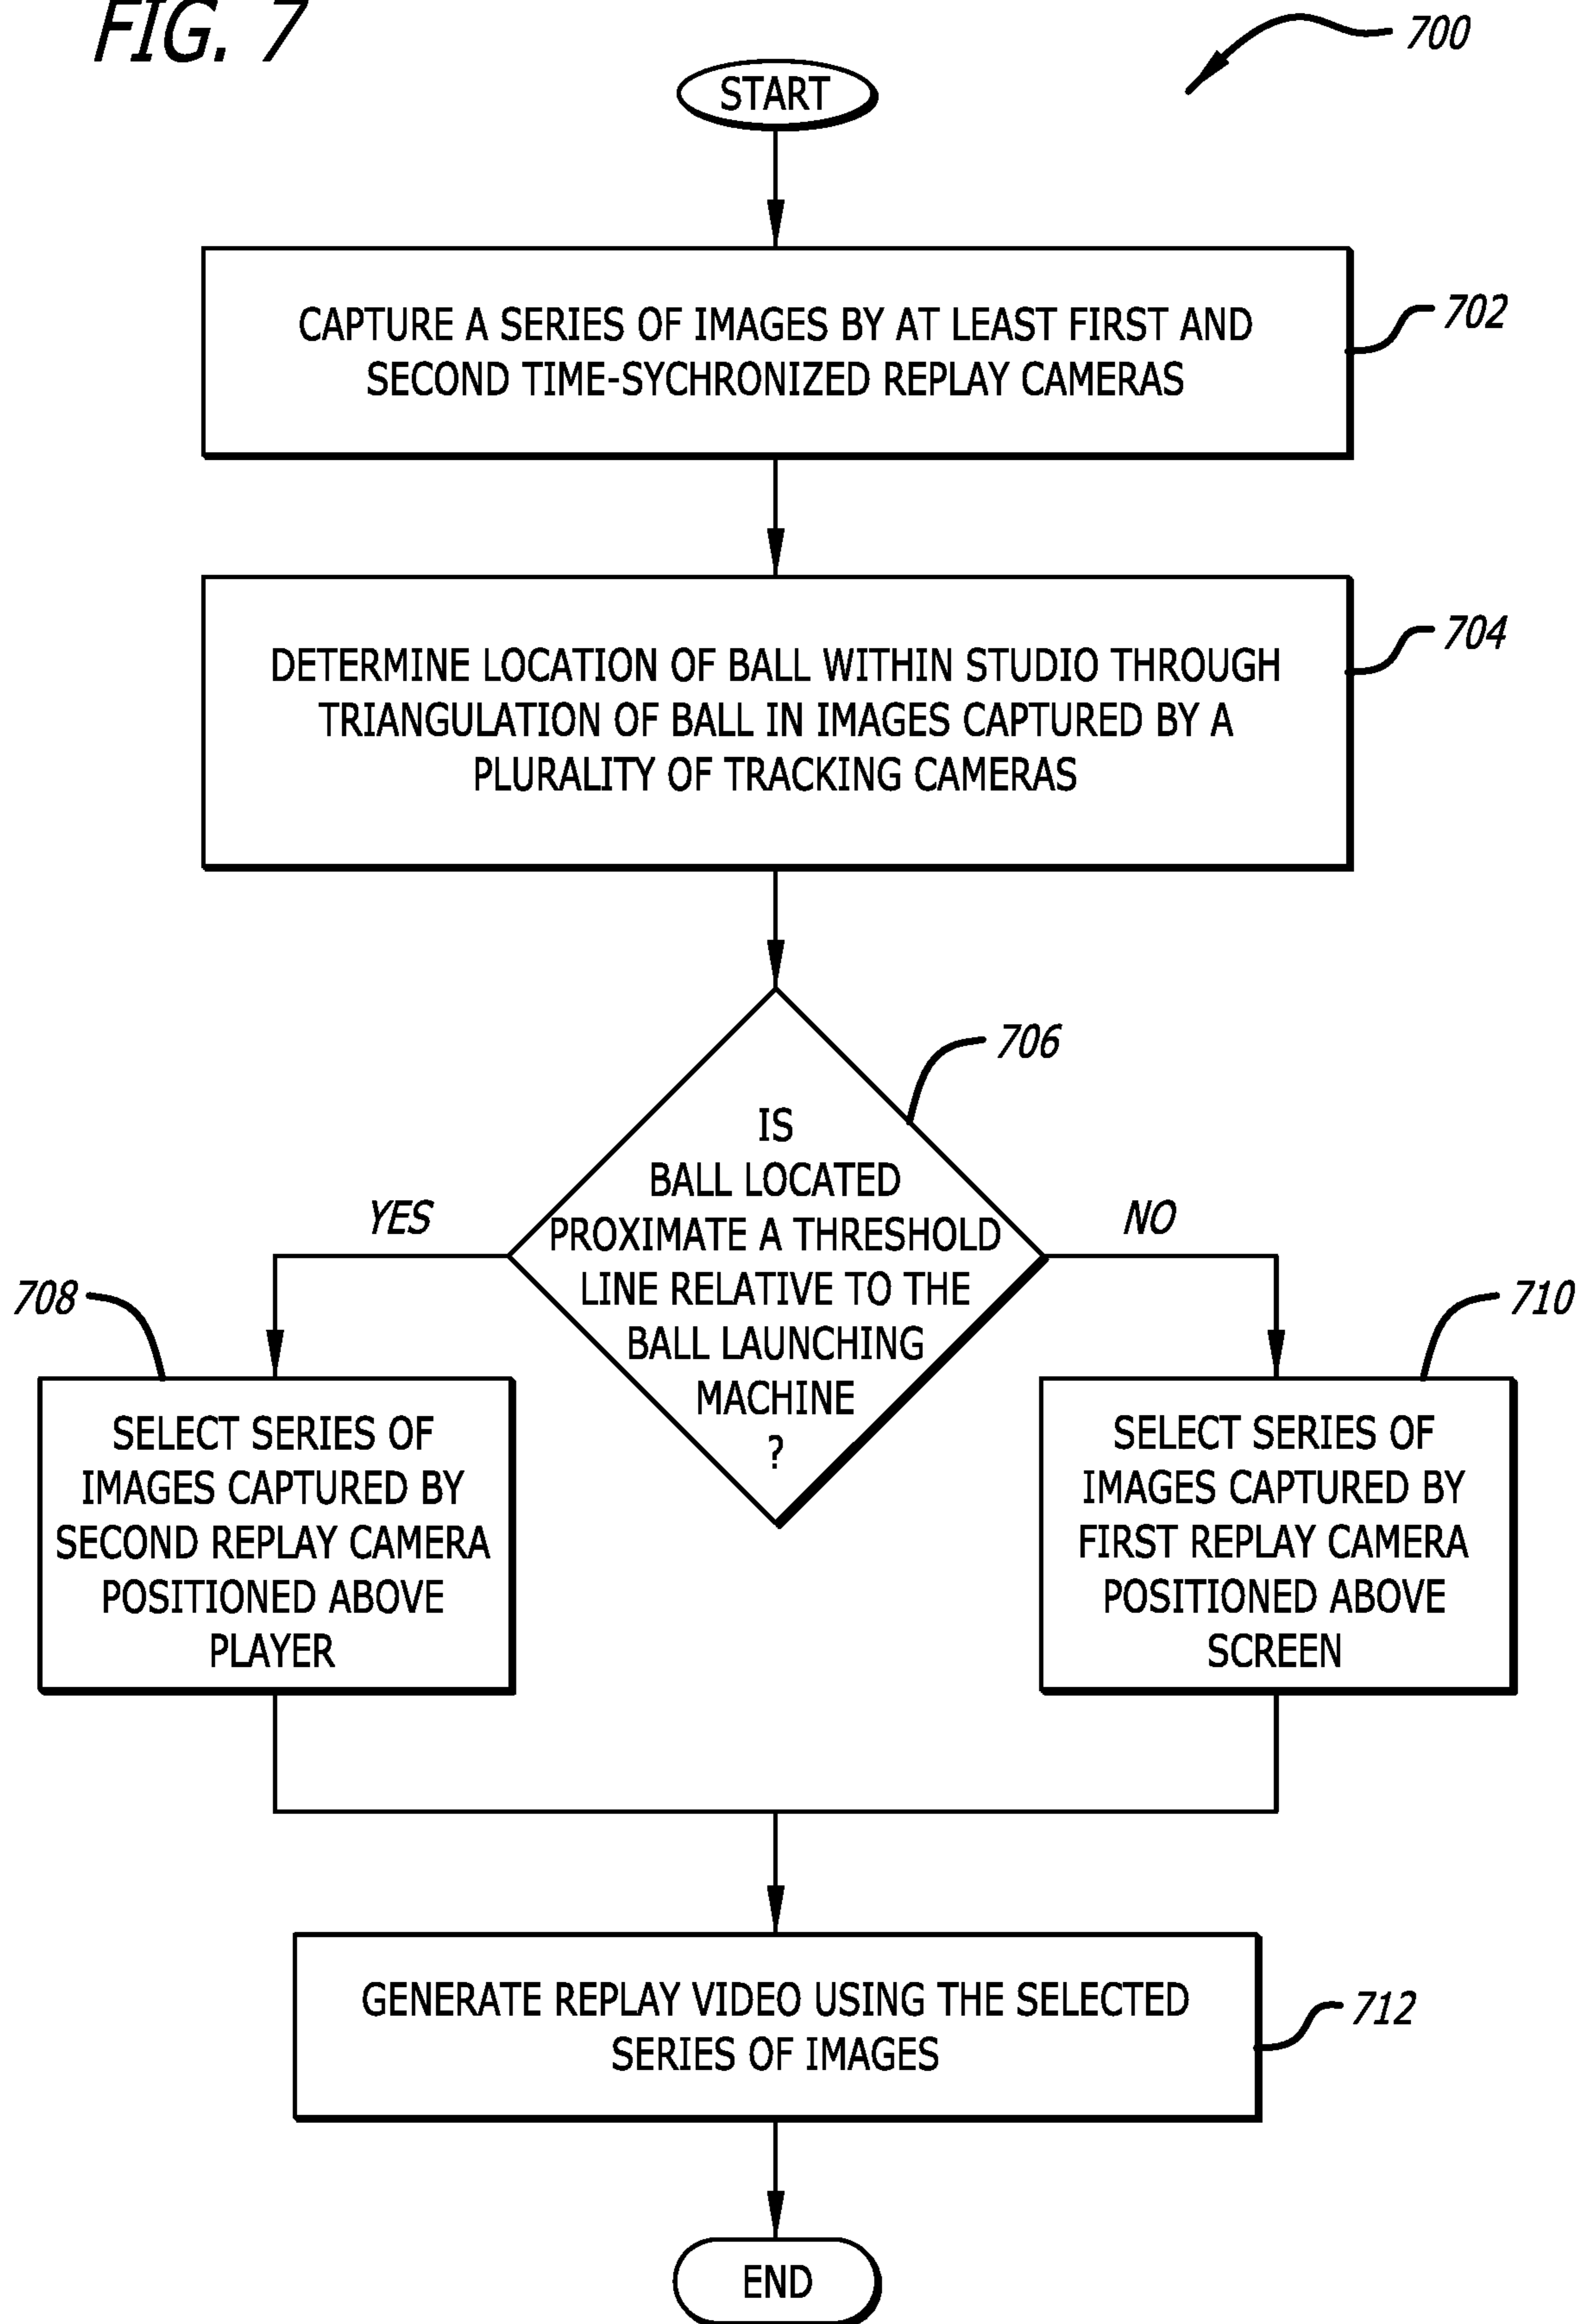 FIG. 7
700
START
CAPTURE A SERIES OF IMAGES BY AT LEAST FIRST AND
SECOND TIME-SYCHRONIZED REPLAY CAMERAS
702
DETERMINE LOCATION OF BALL WITHIN STUDIO THROUGH
TRIANGULATION OF BALL IN IMAGES CAPTURED BY A
PLURALITY OF TRACKING CAMERAS
704
IS
BALL LOCATED
PROXIMATE A THRESHOLD
LINE RELATIVE TO THE
BALL LAUNCHING
MACHINE
?
706
YES
NO
708
SELECT SERIES OF
IMAGES CAPTURED BY
SECOND REPLAY CAMERA
POSITIONED ABOVE
PLAYER
710
SELECT SERIES OF
IMAGES CAPTURED BY
FIRST REPLAY CAMERA
POSITIONED ABOVE
SCREEN
GENERATE REPLAY VIDEO USING THE SELECTED
SERIES OF IMAGES
712
END